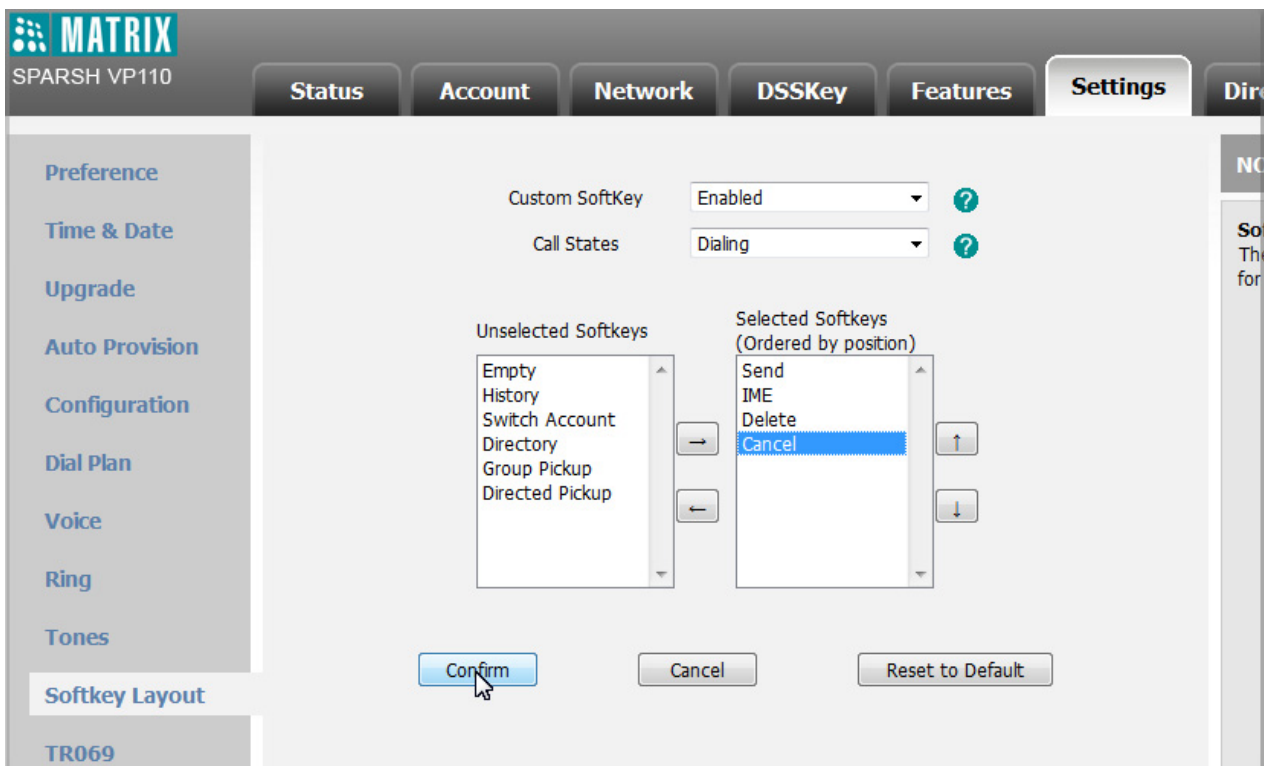 MATRIX
SPARSH VP110
Status
Account
Network
DSSKey
Features
Settings
Preference
Time & Date
Upgrade
Auto Provision
Configuration
Dial Plan
Voice
Ring
Tones
Softkey Layout
TR069
Custom SoftKey
Enabled
?
Call States
Dialing
?
Unselected Softkeys
Empty
History
Switch Account
Directory
Group Pickup
Directed Pickup
→
←
Selected Softkeys
(Ordered by position)
Send
IME
Delete
Cancel
↑
↓
Confirm
Cancel
Reset to Default
for